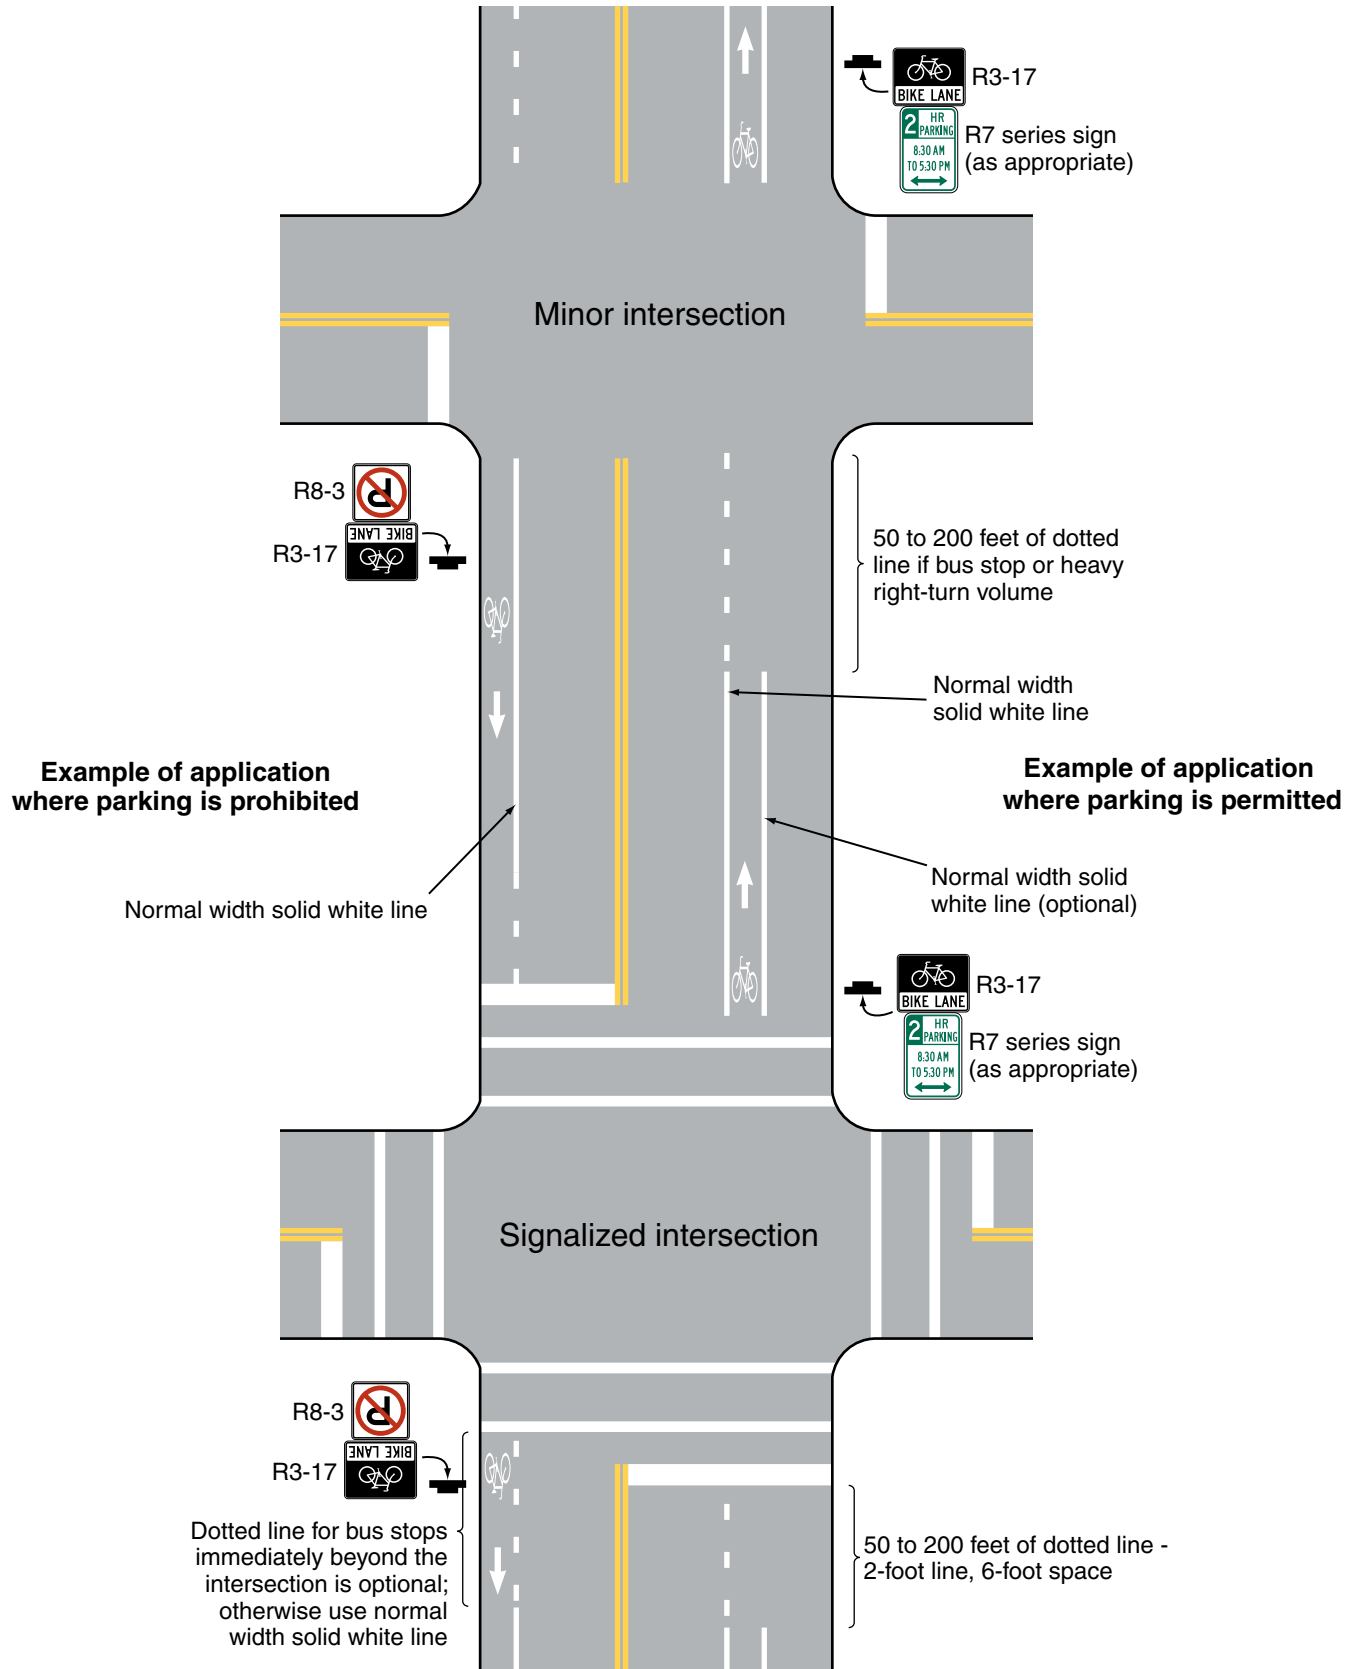 BIKE LANE
R3-17
2 HR
PARKING
8:30 AM
TO 5:30 PM
R7 series sign
(as appropriate)
Minor intersection
R8-3
P
BIKE LANE
R3-17
50 to 200 feet of dotted
line if bus stop or heavy
right-turn volume
Normal width
solid white line
Example of application
where parking is prohibited
Example of application
where parking is permitted
Normal width solid white line
Normal width solid
white line (optional)
BIKE LANE
R3-17
2 HR
PARKING
8:30 AM
TO 5:30 PM
R7 series sign
(as appropriate)
Signalized intersection
R8-3
P
BIKE LANE
R3-17
Dotted line for bus stops
immediately beyond the
intersection is optional;
otherwise use normal
width solid white line
50 to 200 feet of dotted line -
2-foot line, 6-foot space